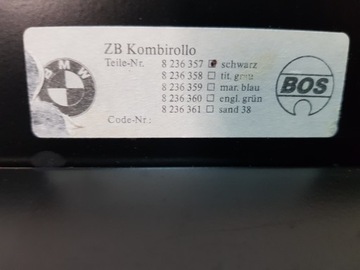 ZB Kombirollo
Teile-Nr.: 8 236 357 schwarz
8 236 358 tit. grau
8 236 359 mar. blau
8 236 360 engl. grün
Code-Nr.: 8 236 361 sand 38
BMW
BOS